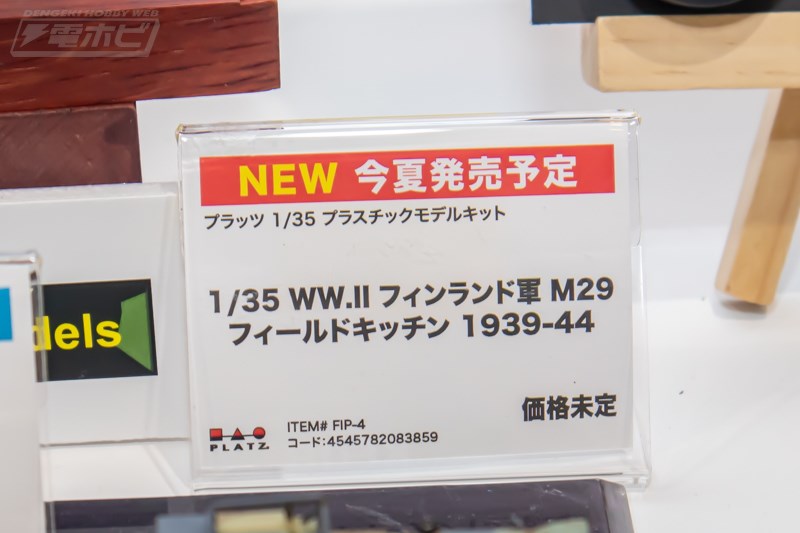 DENGEKI HOBBY WEB
電ホビ
NEW 今夏発売予定
プラッツ 1/35 プラスチックモデルキット
1/35 WW.II フィンランド軍 M29
フィールドキッチン 1939-44
dels
価格未定
ITEM# FIP-4
PLATZ
コード:4545782083859